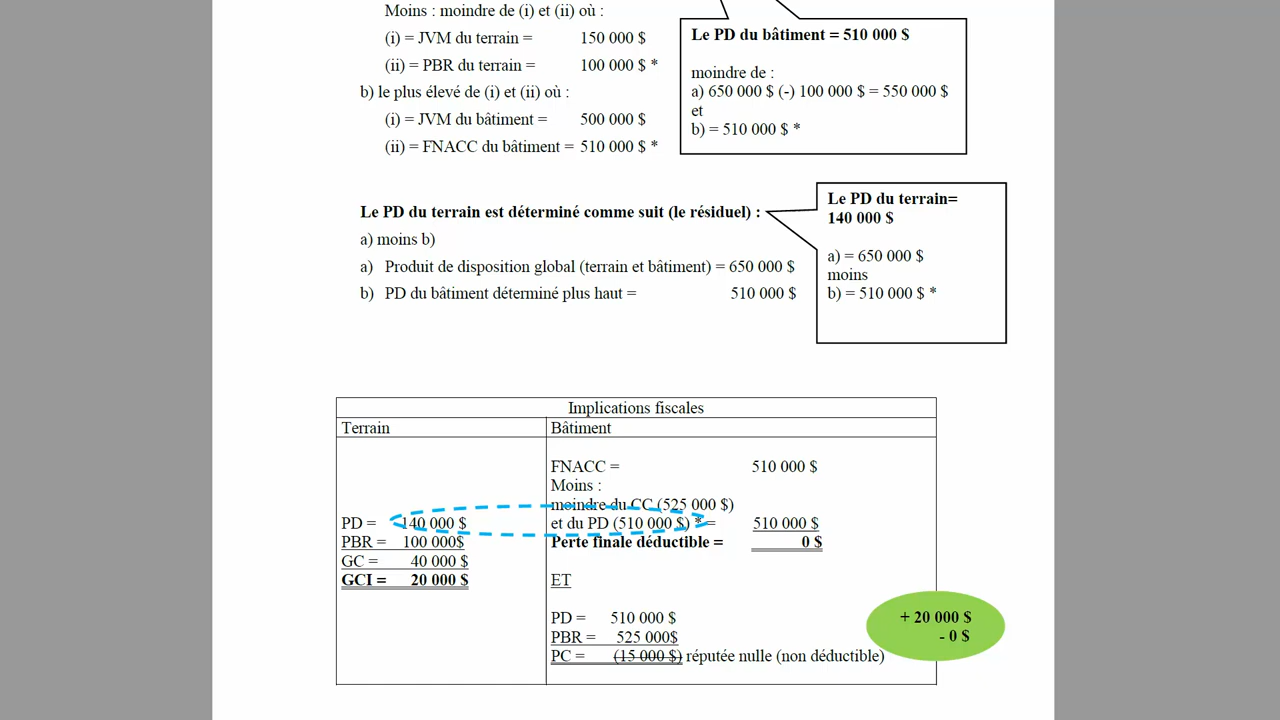 Moins : moindre de (i) et (ii) où :
(i) = JVM du terrain = 150 000 $
(ii) = PBR du terrain = 100 000 $ *
b) le plus élevé de (i) et (ii) où :
(i) = JVM du bâtiment = 500 000 $
(ii) = FNACC du bâtiment = 510 000 $ *
Le PD du bâtiment = 510 000 $
moindre de :
a) 650 000 $ (-) 100 000 $ = 550 000 $
et
b) = 510 000 $ *
Le PD du terrain est déterminé comme suit (le résiduel) :
a) moins b)
a) Produit de disposition global (terrain et bâtiment) = 650 000 $
b) PD du bâtiment déterminé plus haut = 510 000 $
Le PD du terrain=
140 000 $
a) = 650 000 $
moins
b) = 510 000 $ *
Implications fiscales
Terrain
PD = 140 000 $
PBR = 100 000$
GC = 40 000 $
GCI = 20 000 $
Bâtiment
FNACC = 510 000 $
Moins :
moindre du CC (525 000 $)
et du PD (510 000 $) * = 510 000 $
Perte finale déductible = 0 $
ET
PD = 510 000 $
PBR = 525 000$
PC = (15 000 $) réputée nulle (non déductible)
+ 20 000 $
- 0 $